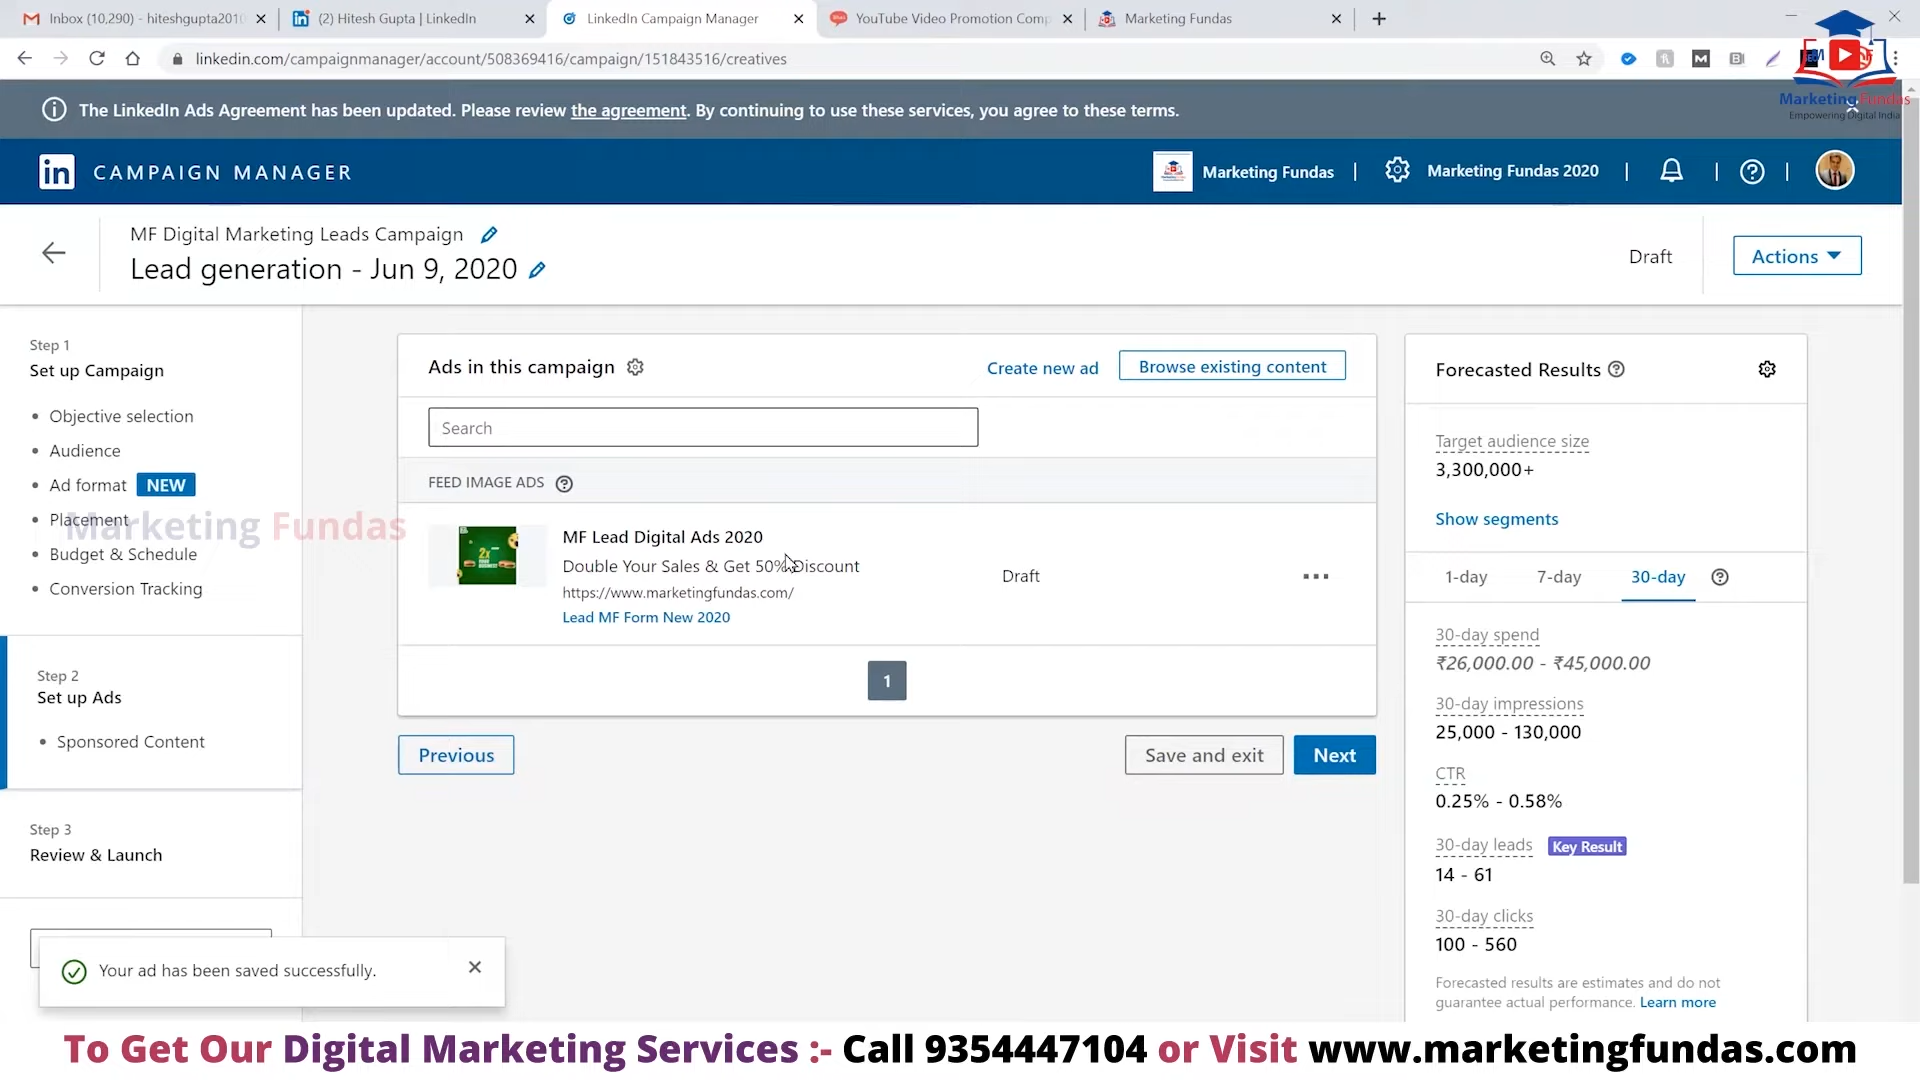 Inbox (10,290) - hiteshgupta2010
(2) Hitesh Gupta | LinkedIn
LinkedIn Campaign Manager
YouTube Video Promotion Comp
Marketing Fundas
linkedin.com/campaignmanager/account/508369416/campaign/151843516/creatives
Marketing Fundas
Empowering Digital India
The LinkedIn Ads Agreement has been updated. Please review the agreement. By continuing to use these services, you agree to these terms.
in CAMPAIGN MANAGER
Marketing Fundas
Marketing Fundas 2020
MF Digital Marketing Leads Campaign
Lead generation - Jun 9, 2020
Draft
Actions
Step 1
Set up Campaign
Objective selection
Audience
Ad format NEW
Placement
Marketing Fundas
Budget & Schedule
Conversion Tracking
Step 2
Set up Ads
Sponsored Content
Step 3
Review & Launch
Your ad has been saved successfully.
Ads in this campaign
Create new ad
Browse existing content
Search
FEED IMAGE ADS
MF Lead Digital Ads 2020
Double Your Sales & Get 50% Discount
https://www.marketingfundas.com/
Lead MF Form New 2020
Draft
1
Previous
Save and exit
Next
Forecasted Results
Target audience size
3,300,000+
Show segments
1-day 7-day 30-day
30-day spend
₹26,000.00 - ₹45,000.00
30-day impressions
25,000 - 130,000
CTR
0.25% - 0.58%
30-day leads Key Result
14 - 61
30-day clicks
100 - 560
Forecasted results are estimates and do not
guarantee actual performance. Learn more
To Get Our Digital Marketing Services :- Call 9354447104 or Visit www.marketingfundas.com